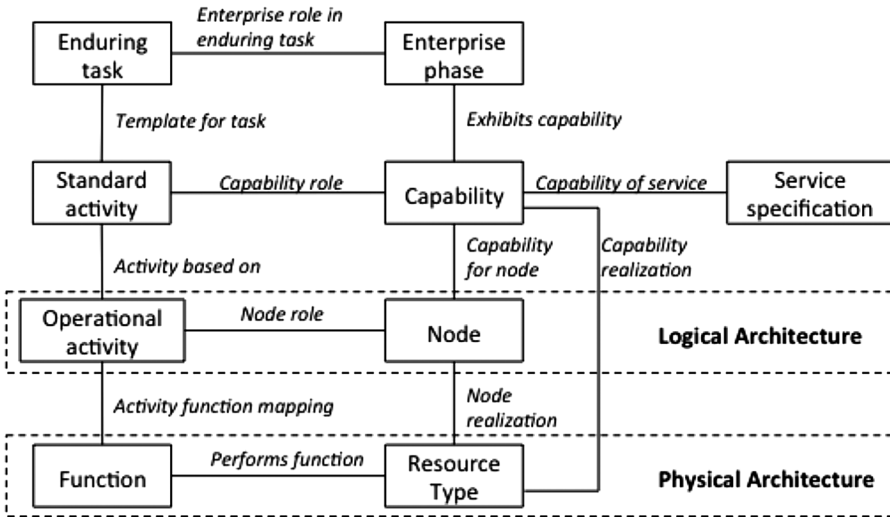 Enterprise role in
enduring task
Enduring
task
Enterprise
phase
Template for task
Exhibits capability
Standard
activity
Capability role
Capability
Capability of service
Service
specification
Activity based on
Capability
for node
Capability
realization
Operational
activity
Node role
Node
Logical Architecture
Activity function mapping
Node
realization
Function
Performs function
Resource
Type
Physical Architecture